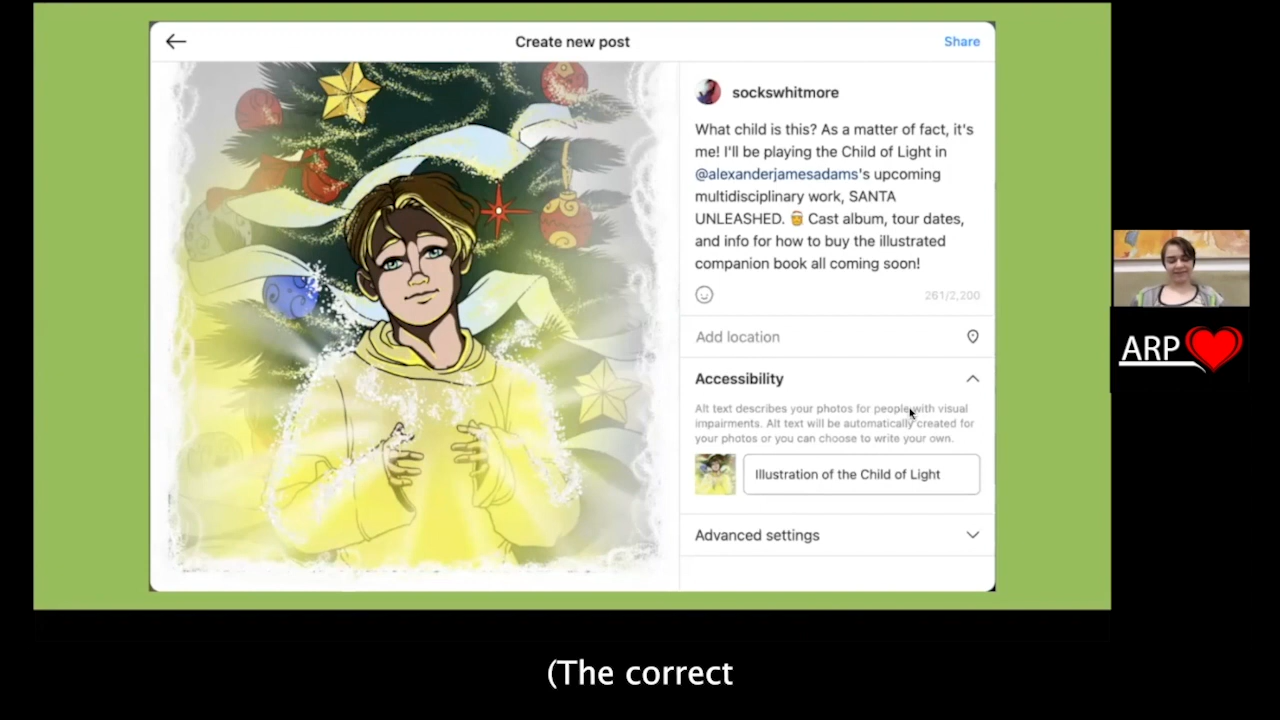 Create new post
Share
sockswhitmore
What child is this? As a matter of fact, it's
me! I'll be playing the Child of Light in
@alexanderjamesadams's upcoming
multidisciplinary work, SANTA
UNLEASHED. 🎅 Cast album, tour dates,
and info for how to buy the illustrated
companion book all coming soon!
261/2,200
Add location
Accessibility
Alt text describes your photos for people with visual
impairments. Alt text will be automatically created for
your photos or you can choose to write your own.
Illustration of the Child of Light
Advanced settings
ARP
(The correct